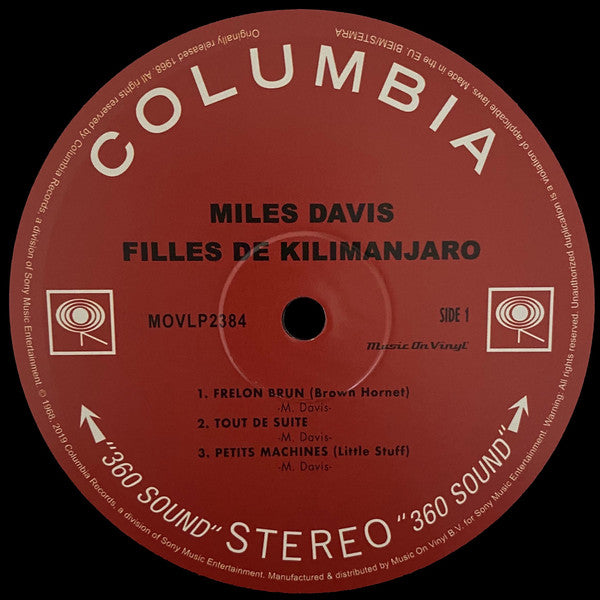 COLUMBIA
MILES DAVIS
FILLES DE KILIMANJARO
MOVLP2384
SIDE 1
Music On Vinyl®
1. FRELON BRUN (Brown Hornet)
-M. Davis-
2. TOUT DE SUITE
-M. Davis-
3. PETITS MACHINES (Little Stuff)
-M. Davis-
"360 SOUND" STEREO "360 SOUND"
Originally released 1968. All rights reserved by Columbia Records, a division of Sony Music Entertainment. © 1968, 2019 Columbia Records, a division of Sony Music Entertainment. Manufactured & distributed by Music On Vinyl B.V. for Sony Music Entertainment. Warning. All rights reserved. Unauthorized duplication is a violation of applicable laws. Made in the EU. BIEM/STEMRA